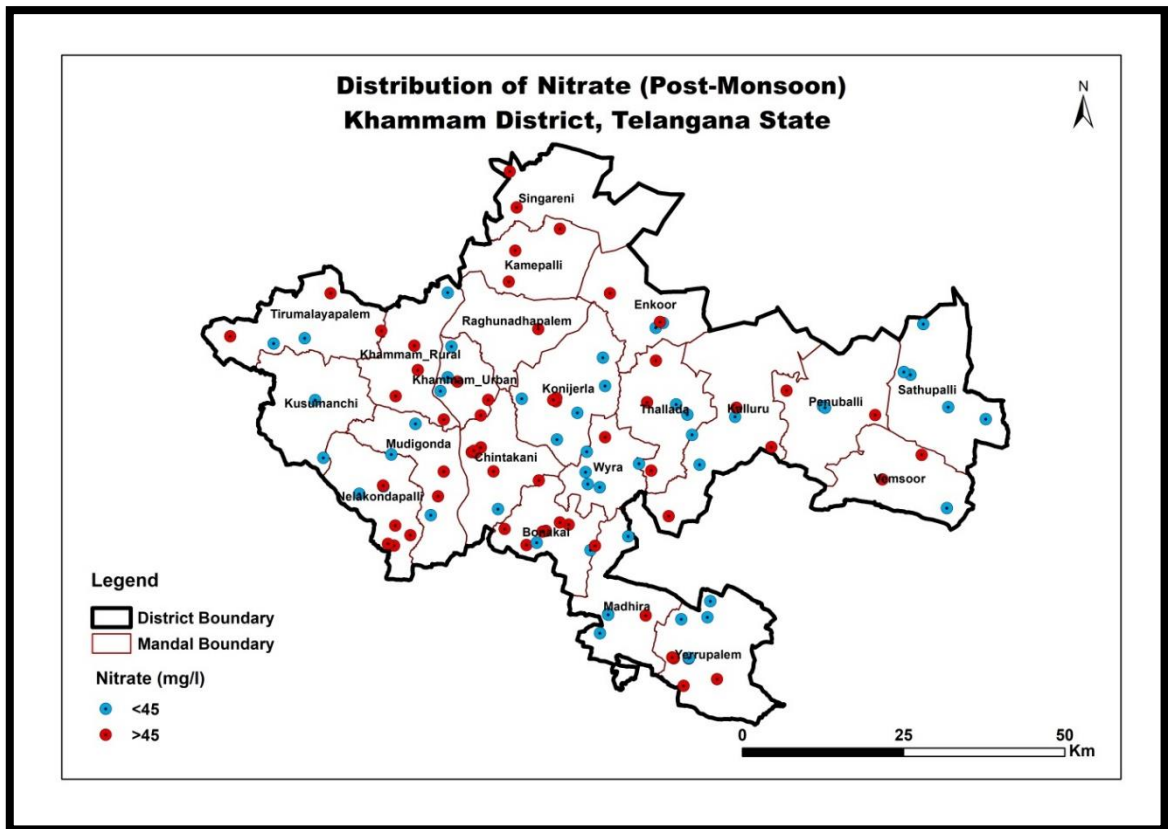 Distribution of Nitrate (Post-Monsoon)
Khammam District, Telangana State
N
Singareni
Kamepalli
Enkoor
Tirumalayapalem
Raghunadhapalem
Khammam_Rural
Khammam_Urban
Konijerla
Kusumanchi
Thallada
Kulluru
Penuballi
Sathupalli
Mudigonda
Chintakani
Wyra
Vemsoor
Nelakondapalli
Bonakal
Madhira
Yerrupalem
Legend
District Boundary
Mandal Boundary
Nitrate (mg/l)
<45
>45
0 25 50
Km